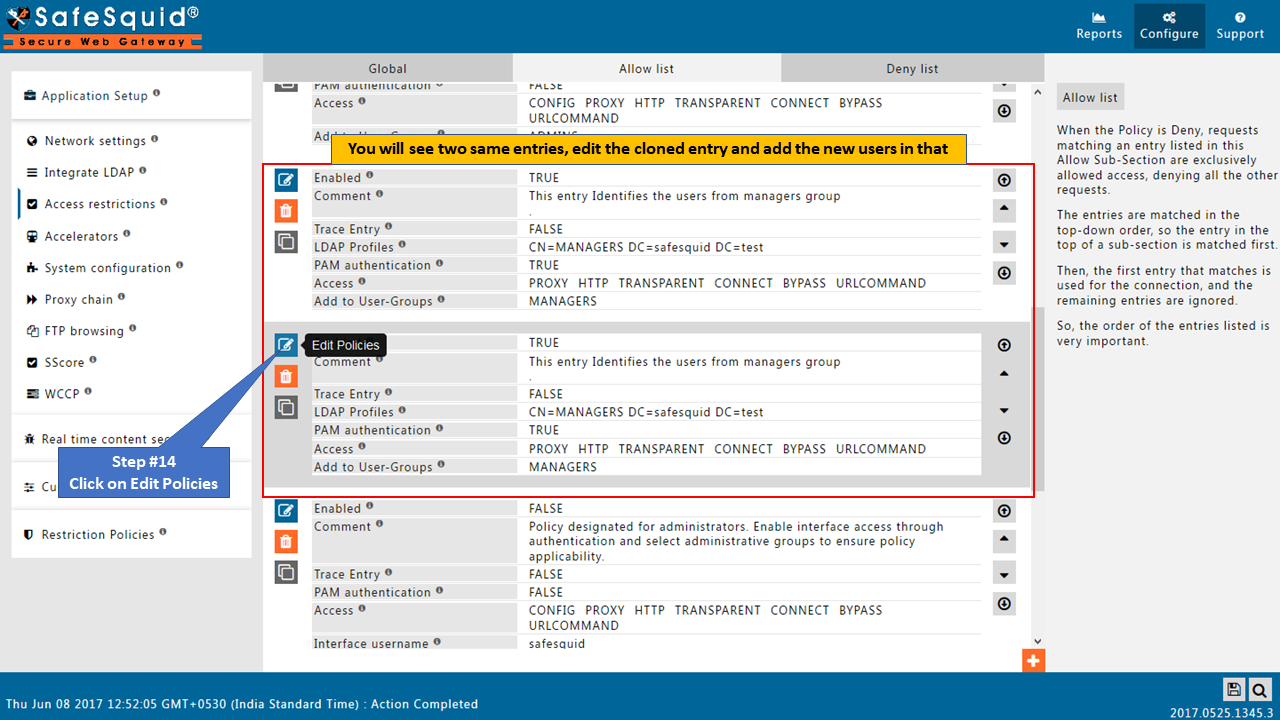 SafeSquid®
Secure Web Gateway
Reports
Configure
Support
Application Setup
Network settings
Integrate LDAP
Access restrictions
Accelerators
System configuration
Proxy chain
FTP browsing
SScore
WCCP
Real time content sec
Cu
Restriction Policies
Step #14
Click on Edit Policies
Global
Allow list
Deny list
PAM authentication FALSE
Access CONFIG PROXY HTTP TRANSPARENT CONNECT BYPASS
URLCOMMAND
Add to User-Groups ADMINS
You will see two same entries, edit the cloned entry and add the new users in that
Enabled TRUE
Comment This entry Identifies the users from managers group
.
Trace Entry FALSE
LDAP Profiles CN=MANAGERS DC=safesquid DC=test
PAM authentication TRUE
Access PROXY HTTP TRANSPARENT CONNECT BYPASS URLCOMMAND
Add to User-Groups MANAGERS
Edit Policies
TRUE
Comment This entry Identifies the users from managers group
.
Trace Entry FALSE
LDAP Profiles CN=MANAGERS DC=safesquid DC=test
PAM authentication TRUE
Access PROXY HTTP TRANSPARENT CONNECT BYPASS URLCOMMAND
Add to User-Groups MANAGERS
Enabled FALSE
Comment Policy designated for administrators. Enable interface access through
authentication and select administrative groups to ensure policy
applicability.
Trace Entry FALSE
PAM authentication FALSE
Access CONFIG PROXY HTTP TRANSPARENT CONNECT BYPASS
URLCOMMAND
Interface username safesquid
Allow list
When the Policy is Deny, requests
matching an entry listed in this
Allow Sub-Section are exclusively
allowed access, denying all the other
requests.
The entries are matched in the
top-down order, so the entry in the
top of a sub-section is matched first.
Then, the first entry that matches is
used for the connection, and the
remaining entries are ignored.
So, the order of the entries listed is
very important.
Thu Jun 08 2017 12:52:05 GMT+0530 (India Standard Time) : Action Completed
2017.0525.1345.3